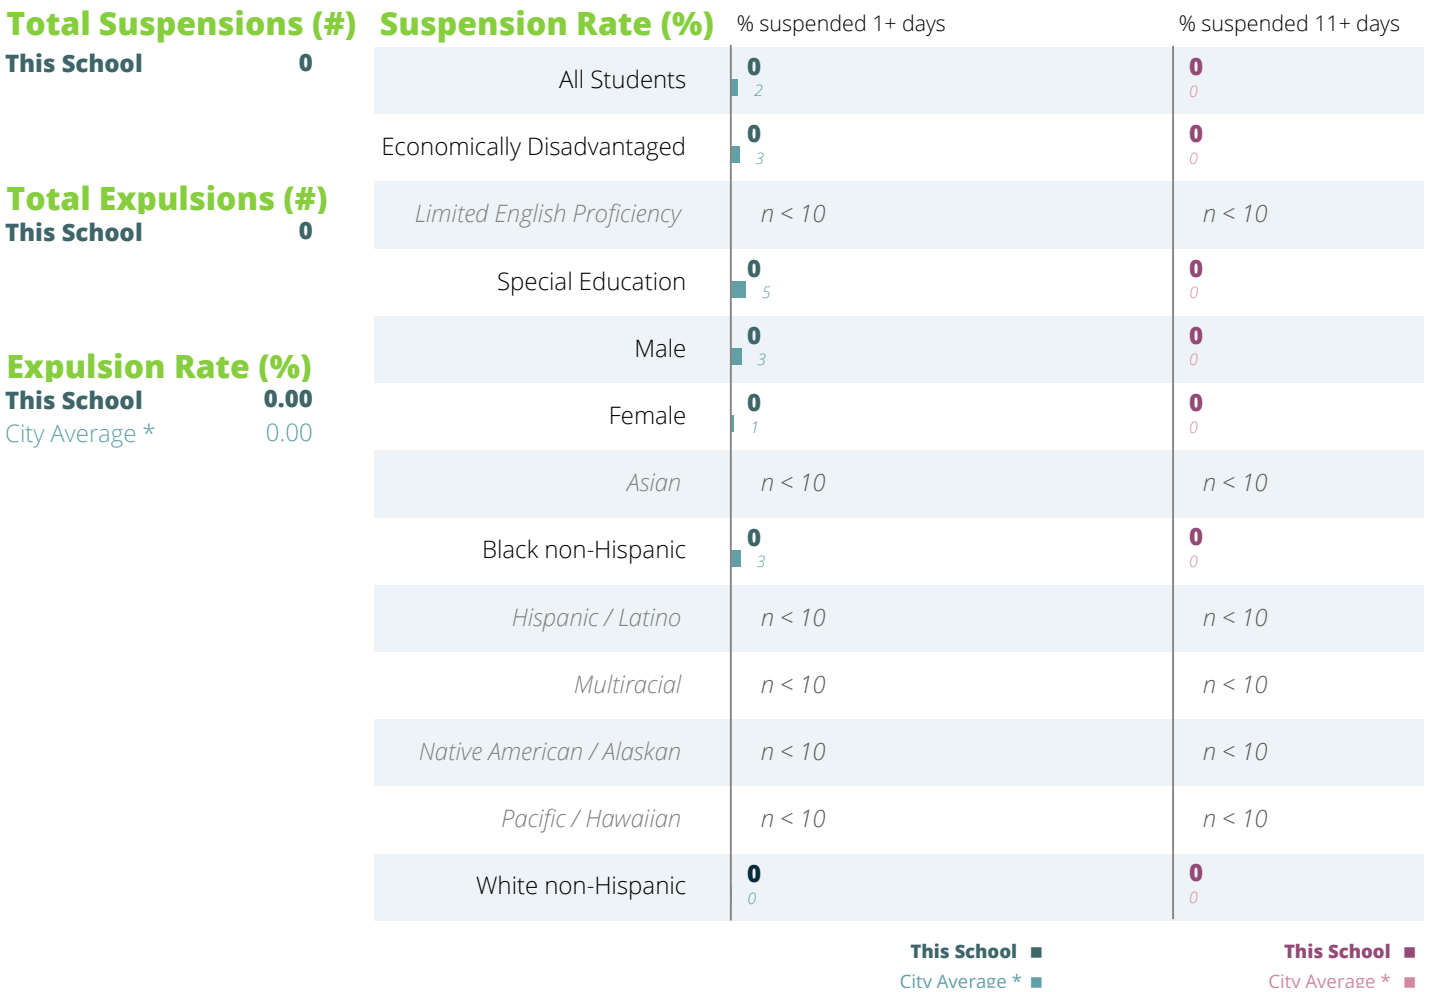 Total Suspensions (#)
This School 0
Total Expulsions (#)
This School 0
Expulsion Rate (%)
This School 0.00
City Average * 0.00
Suspension Rate (%) % suspended 1+ days % suspended 11+ days
All Students 0 0
2 0
Economically Disadvantaged 0 0
3 0
Limited English Proficiency n < 10 n < 10
Special Education 0 0
5 0
Male 0 0
3 0
Female 0 0
1 0
Asian n < 10 n < 10
Black non-Hispanic 0 0
3 0
Hispanic / Latino n < 10 n < 10
Multiracial n < 10 n < 10
Native American / Alaskan n < 10 n < 10
Pacific / Hawaiian n < 10 n < 10
White non-Hispanic 0 0
0 0
This School This School
City Average * City Average *